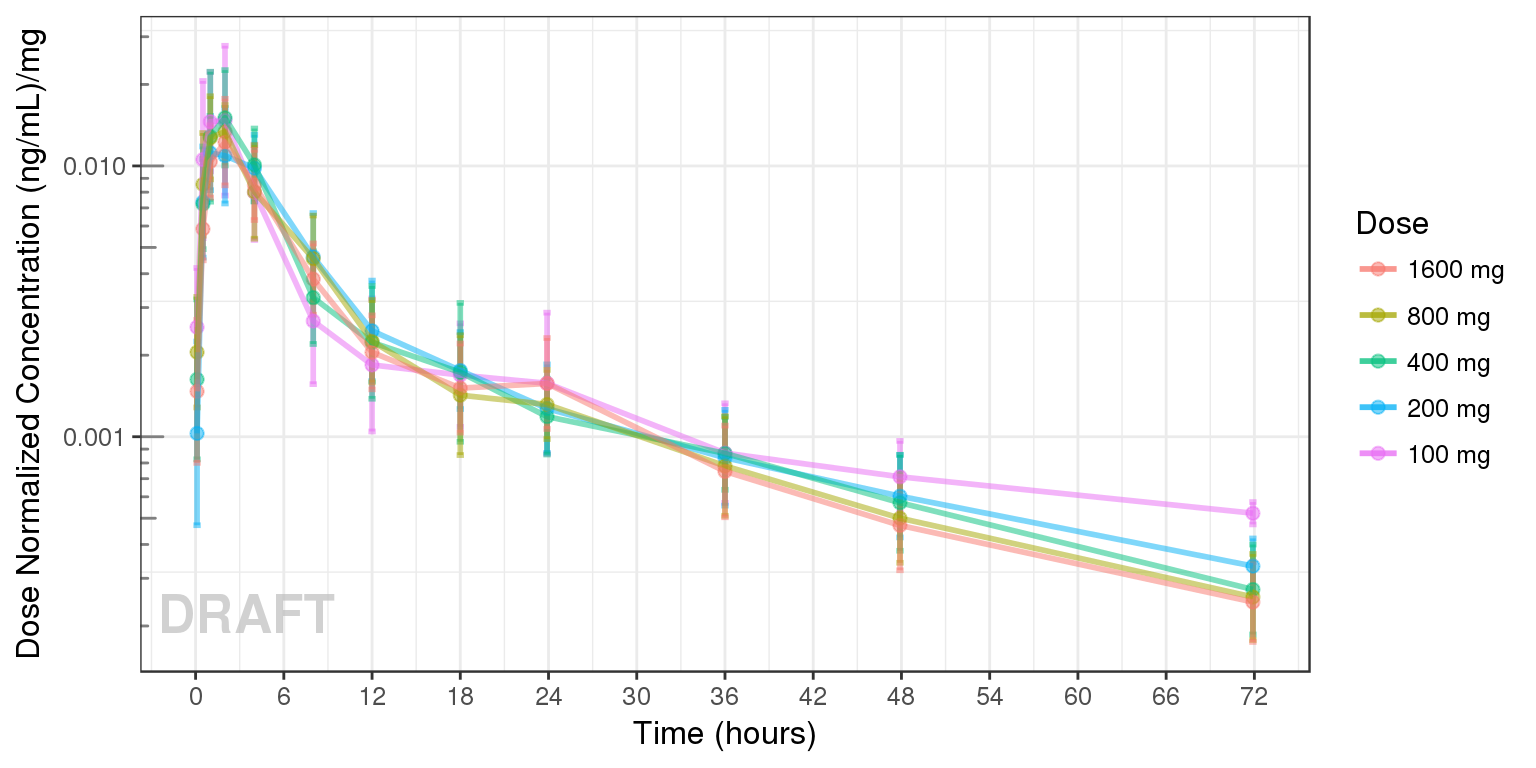 Dose Normalized Concentration (ng/mL)/mg
0.010
0.001
DRAFT
0 6 12 18 24 30 36 42 48 54 60 66 72
Time (hours)
Dose
1600 mg
800 mg
400 mg
200 mg
100 mg